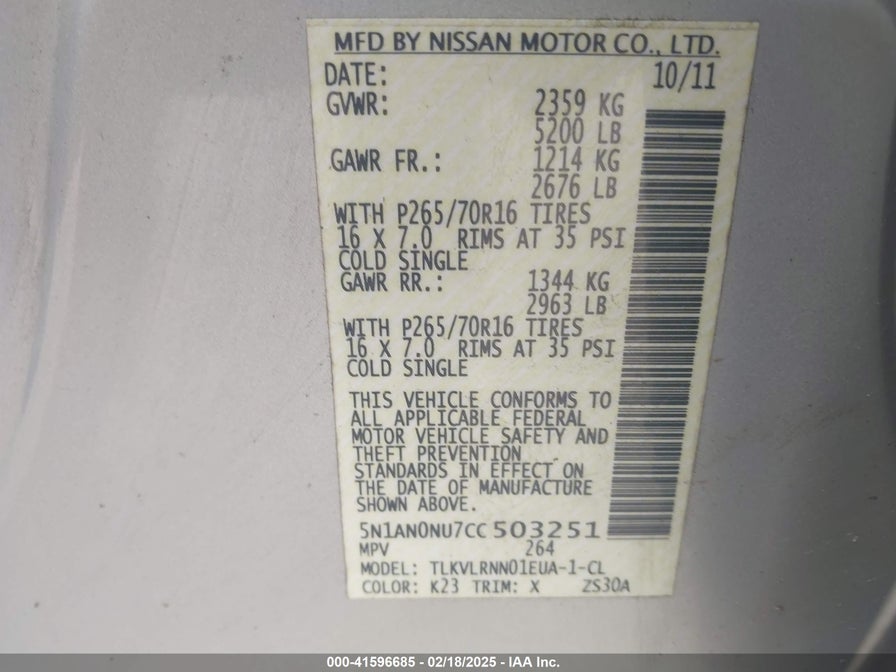 MFD BY NISSAN MOTOR CO., LTD.
DATE: 10/11
GVWR: 2359 KG
5200 LB
GAWR FR.: 1214 KG
2676 LB
WITH P265/70R16 TIRES
16 X 7.0 RIMS AT 35 PSI
COLD SINGLE
GAWR RR.: 1344 KG
2963 LB
WITH P265/70R16 TIRES
16 X 7.0 RIMS AT 35 PSI
COLD SINGLE
THIS VEHICLE CONFORMS TO
ALL APPLICABLE FEDERAL
MOTOR VEHICLE SAFETY AND
THEFT PREVENTION
STANDARDS IN EFFECT ON
THE DATE OF MANUFACTURE
SHOWN ABOVE.
5N1AN0NU7CC503251
MPV 264
MODEL: TLKVLRNN01EUA-1-CL
COLOR: K23 TRIM: X ZS30A
000-41596685 - 02/18/2025 - IAA Inc.